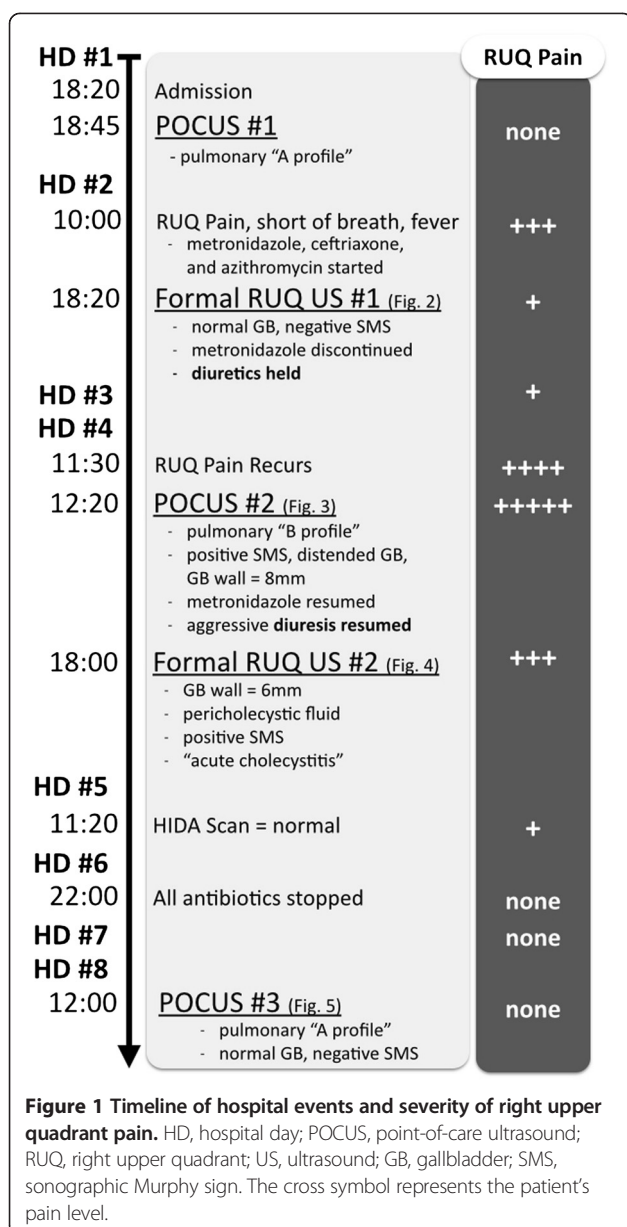 HD #1
RUQ Pain
18:20 Admission
18:45 POCUS #1 none
- pulmonary “A profile”
HD #2
10:00 RUQ Pain, short of breath, fever +++
- metronidazole, ceftriaxone,
and azithromycin started
18:20 Formal RUQ US #1 (Fig. 2) +
- normal GB, negative SMS
- metronidazole discontinued
- diuretics held
HD #3 +
HD #4
11:30 RUQ Pain Recurs ++++
12:20 POCUS #2 (Fig. 3) +++++
- pulmonary “B profile”
- positive SMS, distended GB,
GB wall = 8mm
- metronidazole resumed
- aggressive diuresis resumed
18:00 Formal RUQ US #2 (Fig. 4) +++
- GB wall = 6mm
- pericholecystic fluid
- positive SMS
- “acute cholecystitis”
HD #5
11:20 HIDA Scan = normal +
HD #6
22:00 All antibiotics stopped none
HD #7 none
HD #8
12:00 POCUS #3 (Fig. 5) none
- pulmonary “A profile”
- normal GB, negative SMS
Figure 1 Timeline of hospital events and severity of right upper
quadrant pain. HD, hospital day; POCUS, point-of-care ultrasound;
RUQ, right upper quadrant; US, ultrasound; GB, gallbladder; SMS,
sonographic Murphy sign. The cross symbol represents the patient’s
pain level.